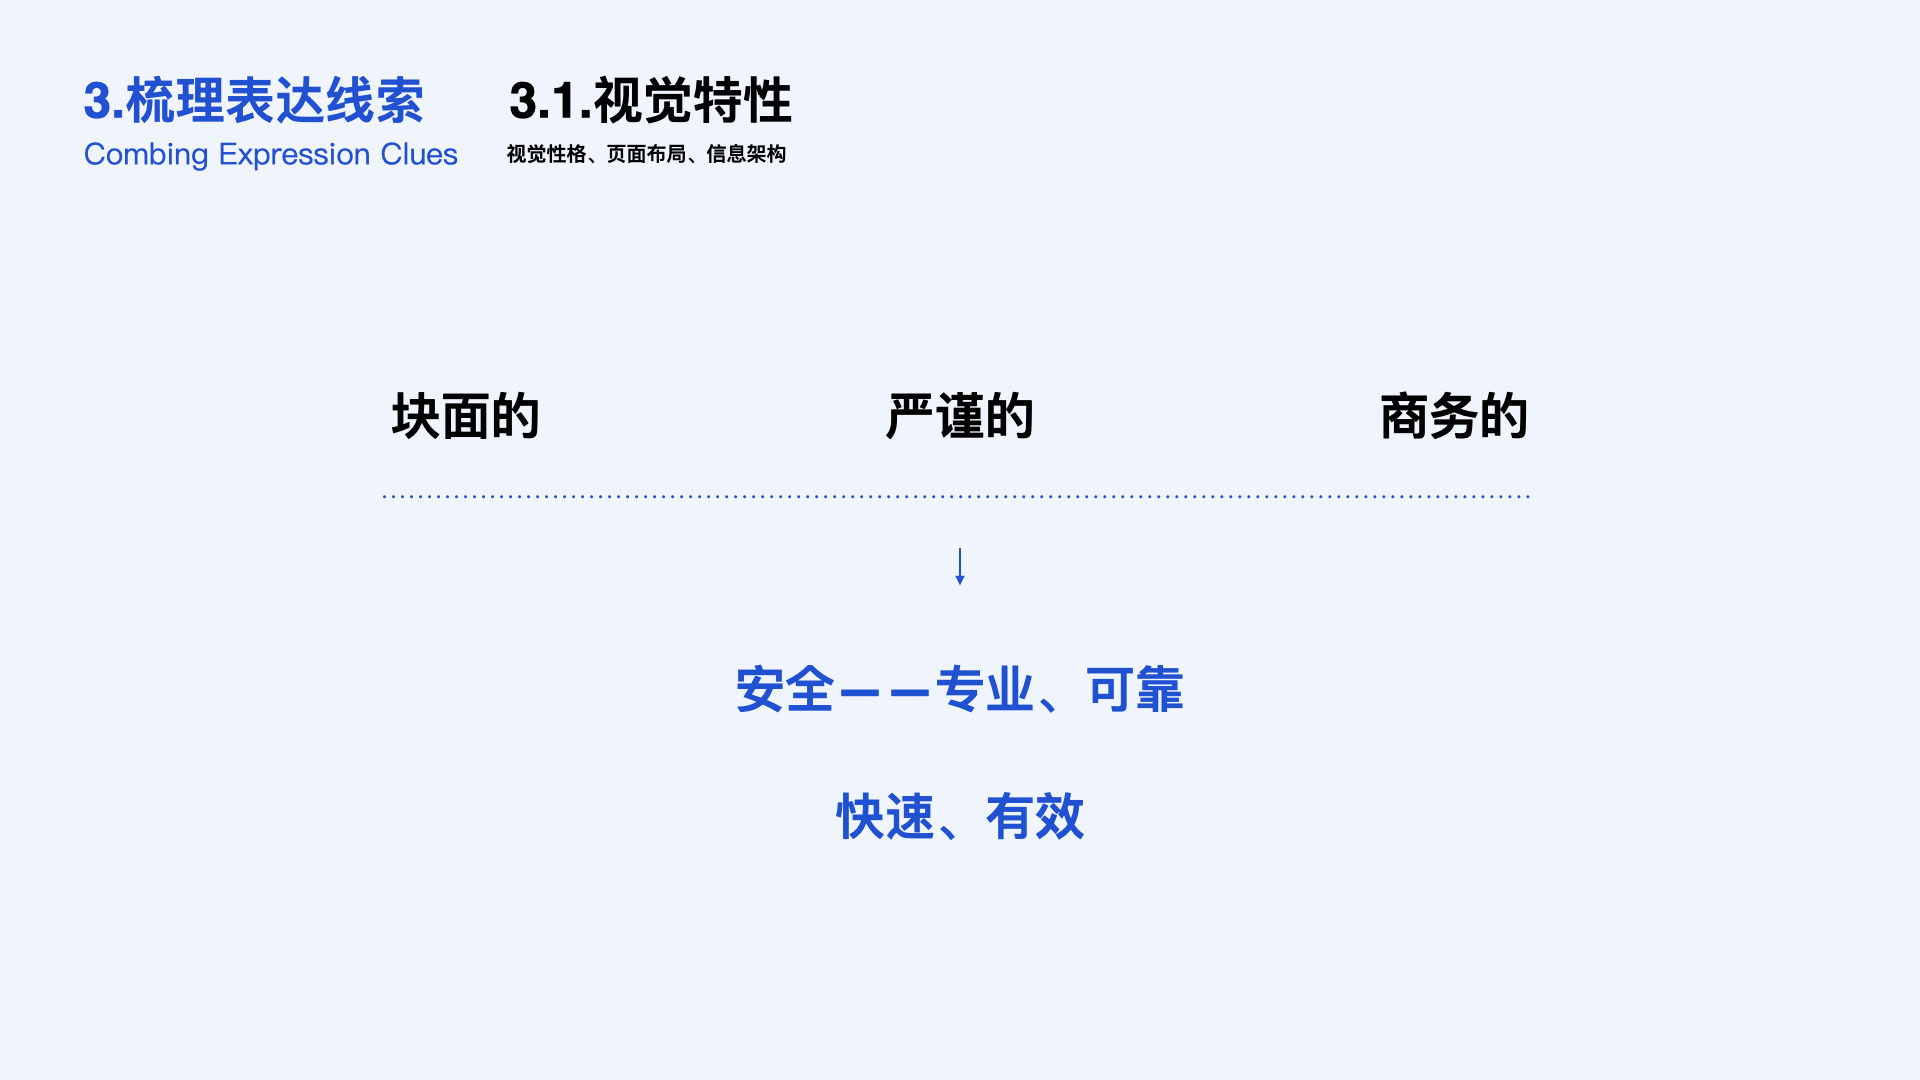 3.梳理表达线索
Combing Expression Clues
3.1.视觉特性
视觉性格、页面布局、信息架构
块面的
严谨的
商务的
安全——专业、可靠
快速、有效